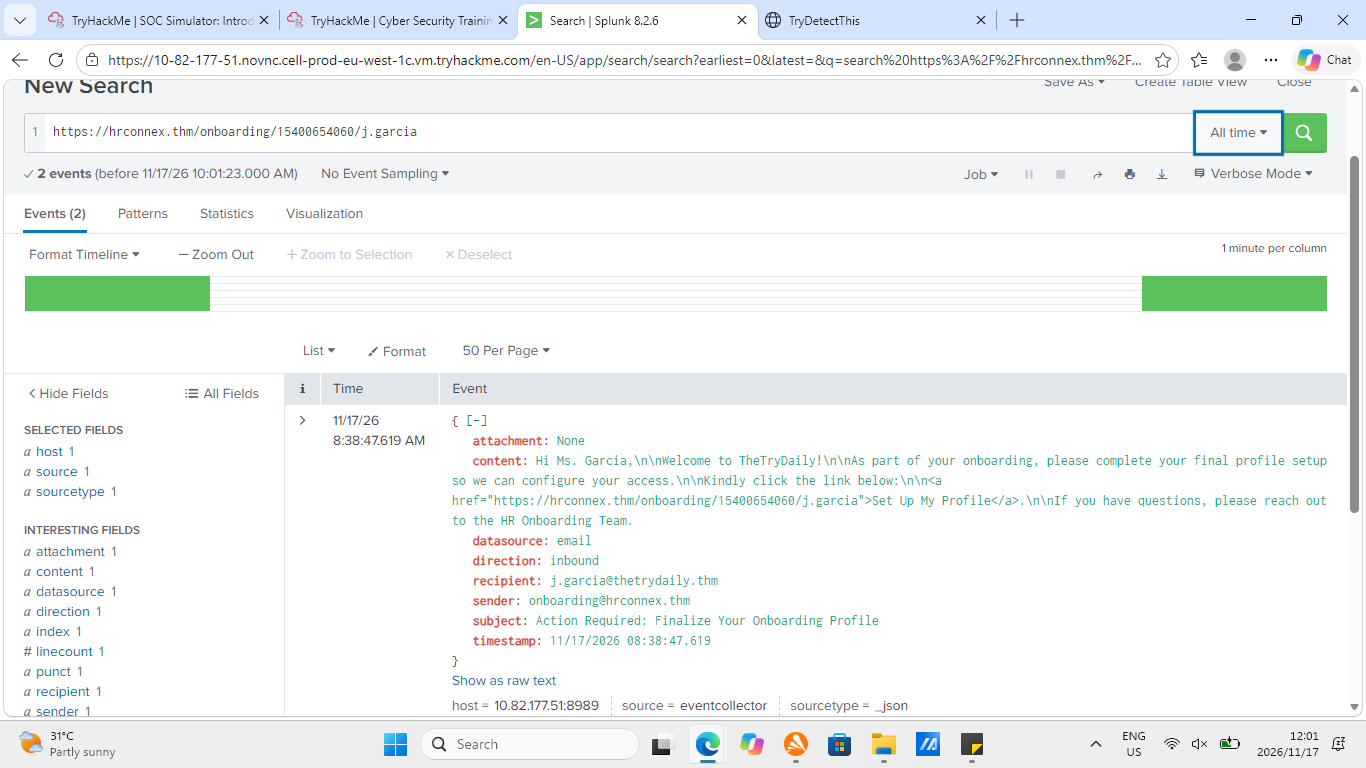 TryHackMe | SOC Simulator: Introd
TryHackMe | Cyber Security Trainin
Search | Splunk 8.2.6
TryDetectThis
https://10-82-177-51.novnc.cell-prod-eu-west-1c.vm.tryhackme.com/en-US/app/search/search?earliest=0&latest=&q=search%20https%3A%2F%2Fhrconnex.thm%2F...
Chat
New Search
Save As
Create Table View
Close
1 https://hrconnex.thm/onboarding/15400654060/j.garcia
All time
2 events (before 11/17/26 10:01:23.000 AM)
No Event Sampling
Job
Verbose Mode
Events (2)
Patterns
Statistics
Visualization
Format Timeline
— Zoom Out
+ Zoom to Selection
× Deselect
1 minute per column
List
Format
50 Per Page
< Hide Fields
All Fields
i
Time
Event
SELECTED FIELDS
a host 1
a source 1
a sourcetype 1
INTERESTING FIELDS
a attachment 1
a content 1
a datasource 1
a direction 1
a index 1
# linecount 1
a punct 1
a recipient 1
a sender 1
11/17/26
8:38:47.619 AM
{ [-]
attachment: None
content: Hi Ms. Garcia,\n\nWelcome to TheTryDaily!\n\nAs part of your onboarding, please complete your final profile setup
so we can configure your access.\n\nKindly click the link below:\n\n<a
href="https://hrconnex.thm/onboarding/15400654060/j.garcia">Set Up My Profile</a>.\n\nIf you have questions, please reach out
to the HR Onboarding Team.
datasource: email
direction: inbound
recipient: j.garcia@thetrydaily.thm
sender: onboarding@hrconnex.thm
subject: Action Required: Finalize Your Onboarding Profile
timestamp: 11/17/2026 08:38:47.619
}
Show as raw text
host = 10.82.177.51:8989
source = eventcollector
sourcetype = _json
31°C
Partly sunny
Search
ENG
US
12:01
2026/11/17